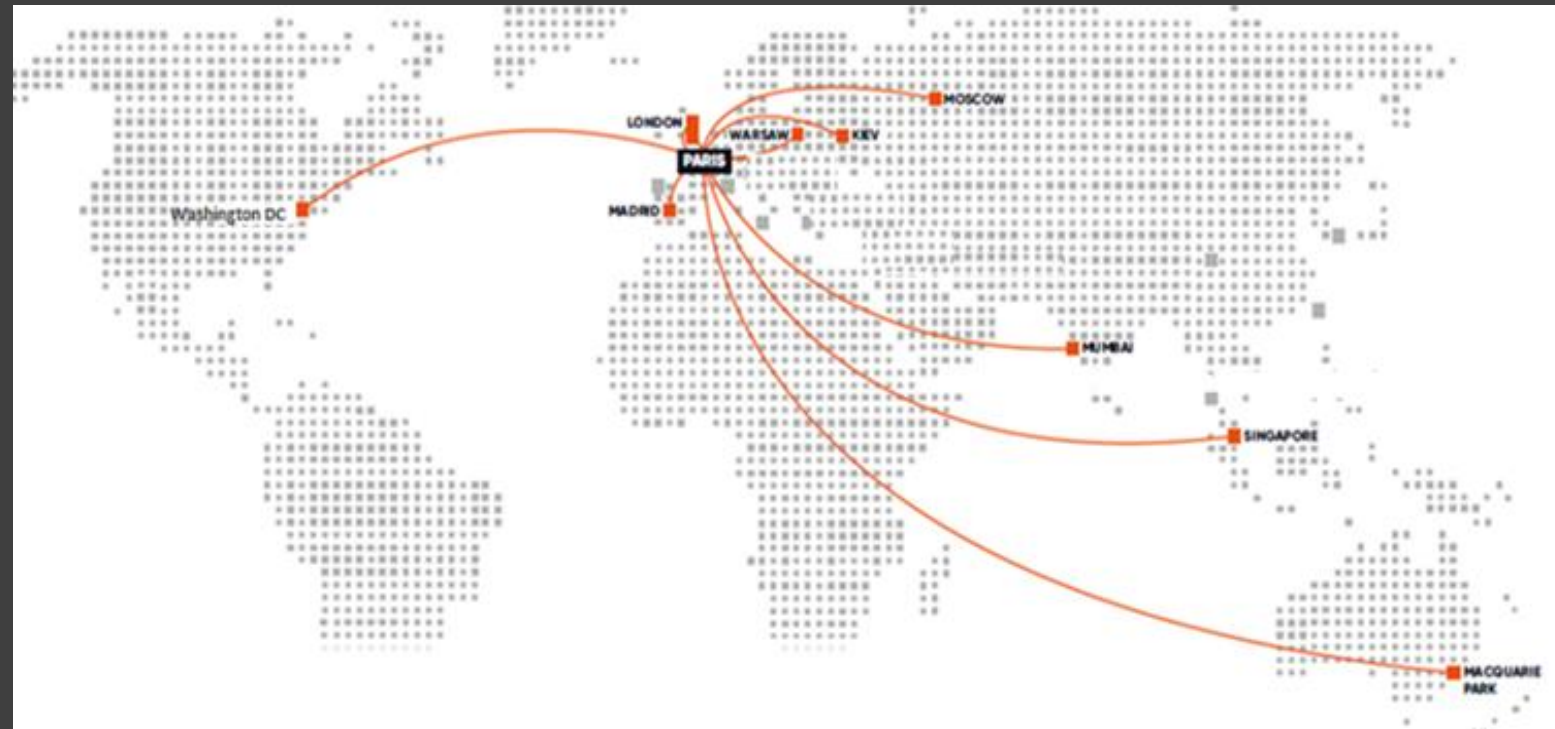 MOSCOW
LONDON
WARSAW
KIEV
PARIS
Washington DC
MADRID
MUMBAI
SINGAPORE
MACQUARIE
PARK